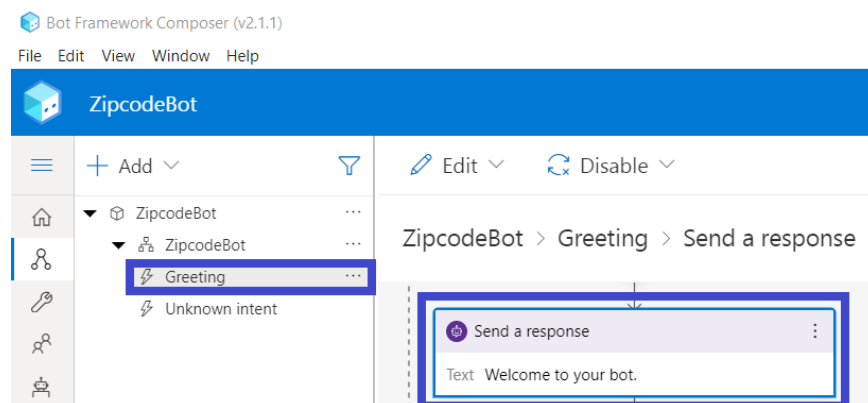 Bot Framework Composer (v2.1.1)
File Edit View Window Help
ZipcodeBot
Add
Edit
Disable
ZipcodeBot
ZipcodeBot
Greeting
Unknown intent
ZipcodeBot > Greeting > Send a response
Send a response
Text Welcome to your bot.